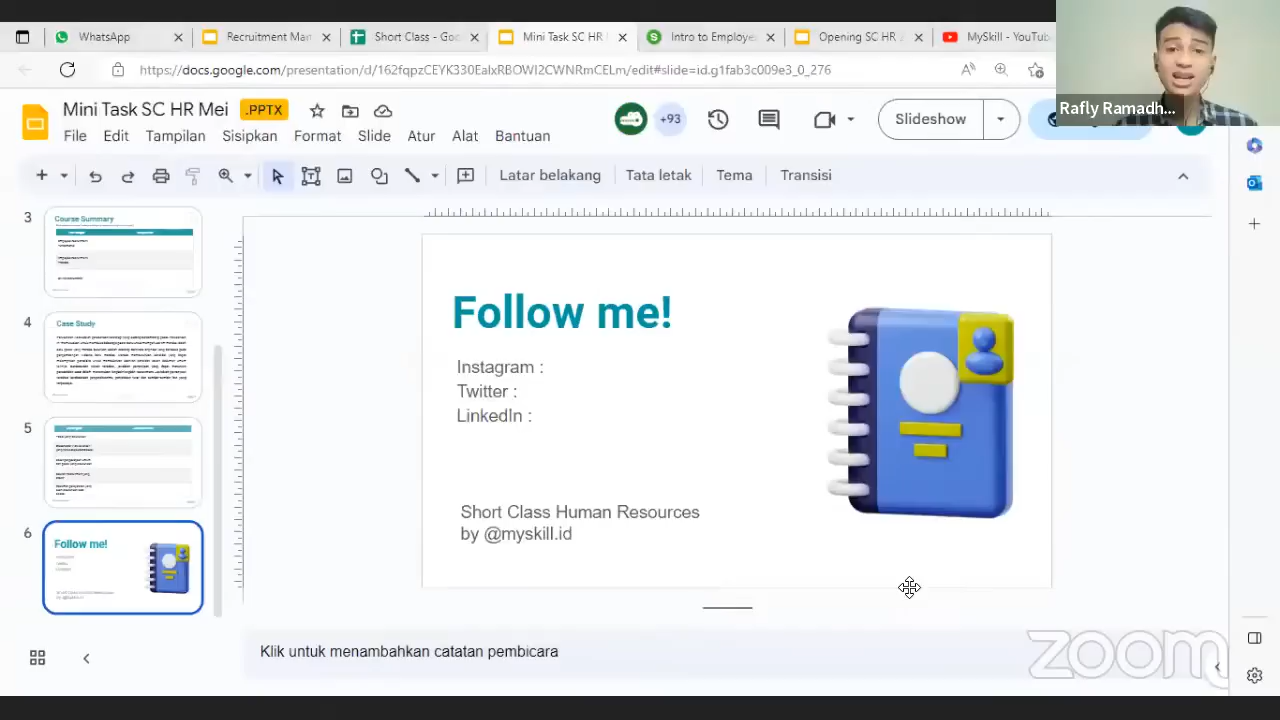 WhatsApp
Recruitment Man
Short Class - Goo
Mini Task SC HR
Intro to Employe
Opening SC HR
MySkill - YouTub
https://docs.google.com/presentation/d/162fqpzCEYK330EaIxRBOWI2CWNRmCELm/edit#slide=id.g1fab3c009e3_0_276
Rafly Ramadh...
Mini Task SC HR Mei
.PPTX
File Edit Tampilan Sisipkan Format Slide Atur Alat Bantuan
+93
Slideshow
Latar belakang
Tata letak
Tema
Transisi
3
Course Summary
4
Case Study
5
6
Follow me!
Follow me!
Instagram :
Twitter :
LinkedIn :
Short Class Human Resources
by @myskill.id
Klik untuk menambahkan catatan pembicara
zoom